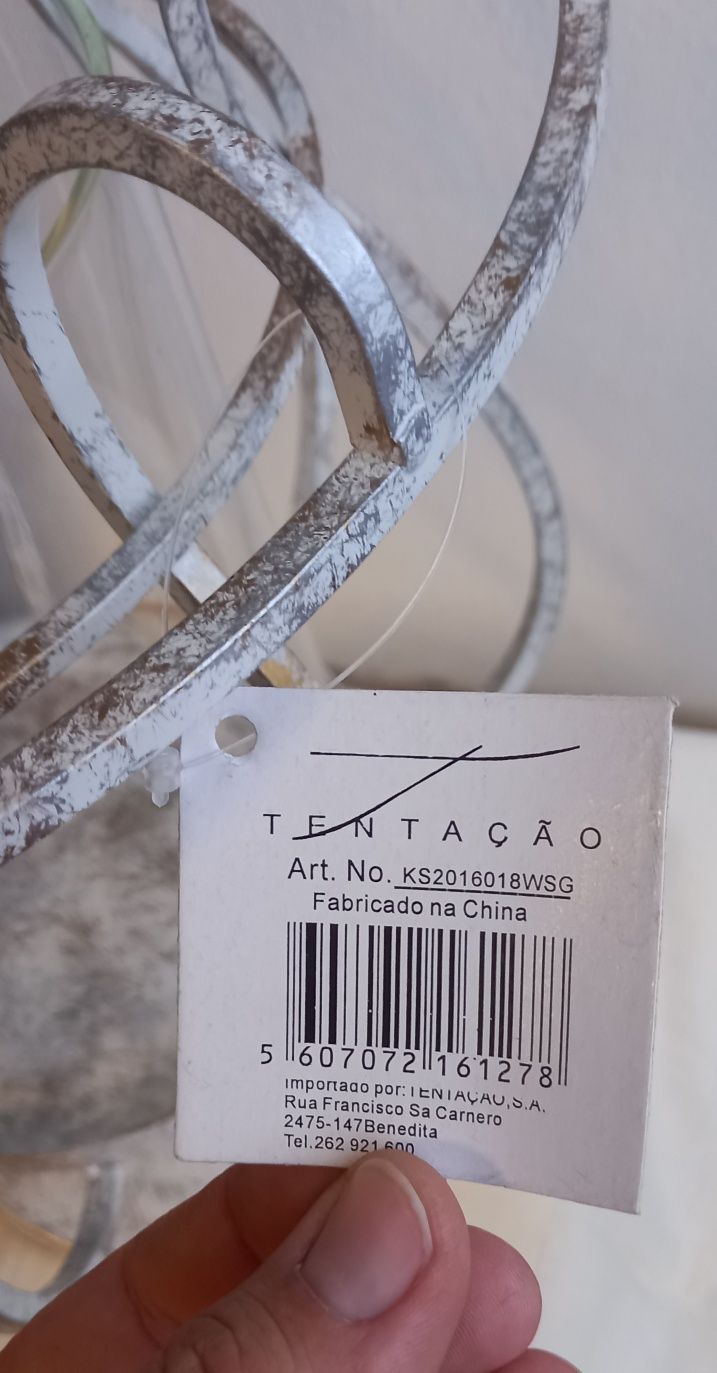 TENTAÇÃO
Art. No. KS2016018WSG
Fabricado na China
5 607072 161278
Importado por: TENTAÇAO,S.A.
Rua Francisco Sa Carnero
2475-147Benedita
Tel.262 921 600